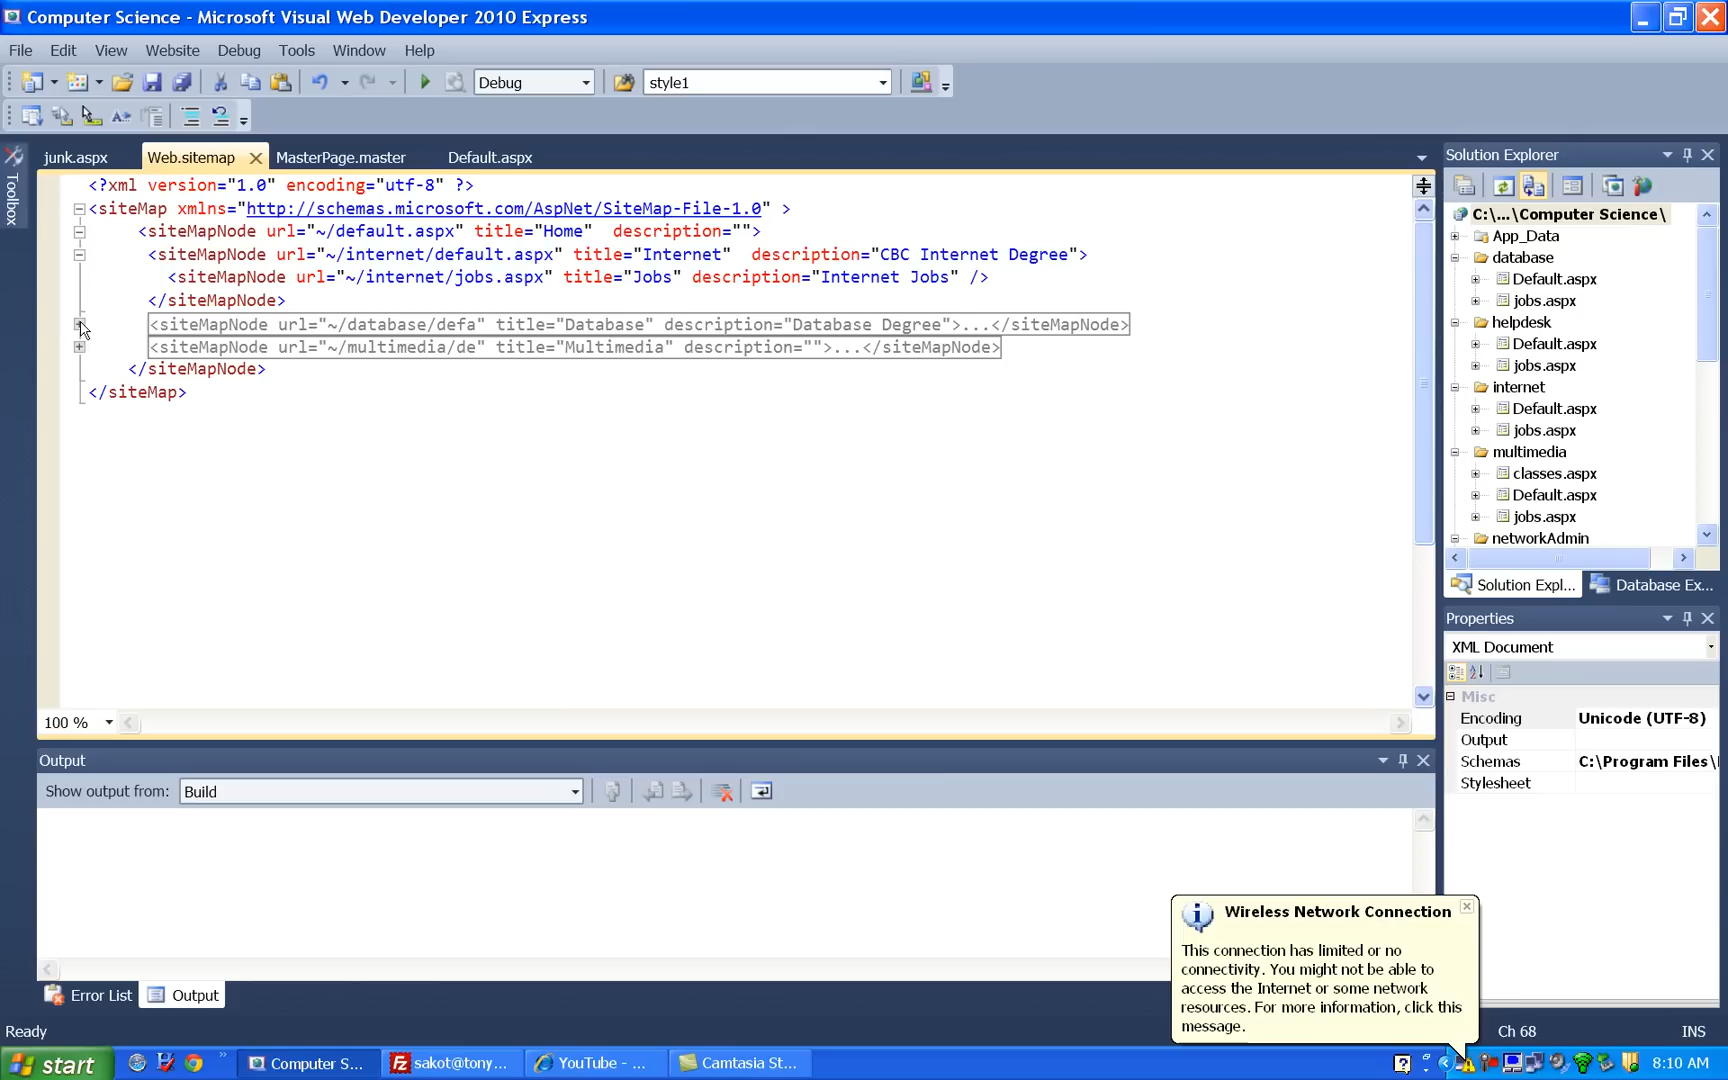 Computer Science - Microsoft Visual Web Developer 2010 Express
File Edit View Website Debug Tools Window Help
Debug style1
junk.aspx Web.sitemap MasterPage.master Default.aspx
Toolbox
<?xml version="1.0" encoding="utf-8" ?>
<siteMap xmlns="http://schemas.microsoft.com/AspNet/SiteMap-File-1.0" >
<siteMapNode url="~/default.aspx" title="Home" description="">
<siteMapNode url="~/internet/default.aspx" title="Internet" description="CBC Internet Degree">
<siteMapNode url="~/internet/jobs.aspx" title="Jobs" description="Internet Jobs" />
</siteMapNode>
<siteMapNode url="~/database/defa" title="Database" description="Database Degree">...</siteMapNode>
<siteMapNode url="~/multimedia/de" title="Multimedia" description="">...</siteMapNode>
</siteMapNode>
</siteMap>
100 %
Solution Explorer
C:\...\Computer Science\
App_Data
database
Default.aspx
jobs.aspx
helpdesk
Default.aspx
jobs.aspx
internet
Default.aspx
jobs.aspx
multimedia
classes.aspx
Default.aspx
jobs.aspx
networkAdmin
Solution Expl... Database Ex...
Properties
XML Document
Misc
Encoding Unicode (UTF-8)
Output
Schemas C:\Program Files\
Stylesheet
Output
Show output from: Build
Error List Output
Wireless Network Connection
This connection has limited or no
connectivity. You might not be able to
access the Internet or some network
resources. For more information, click this
message.
Ready Ch 68 INS
start Computer S... sakot@tony... YouTube - ... Camtasia St... 8:10 AM